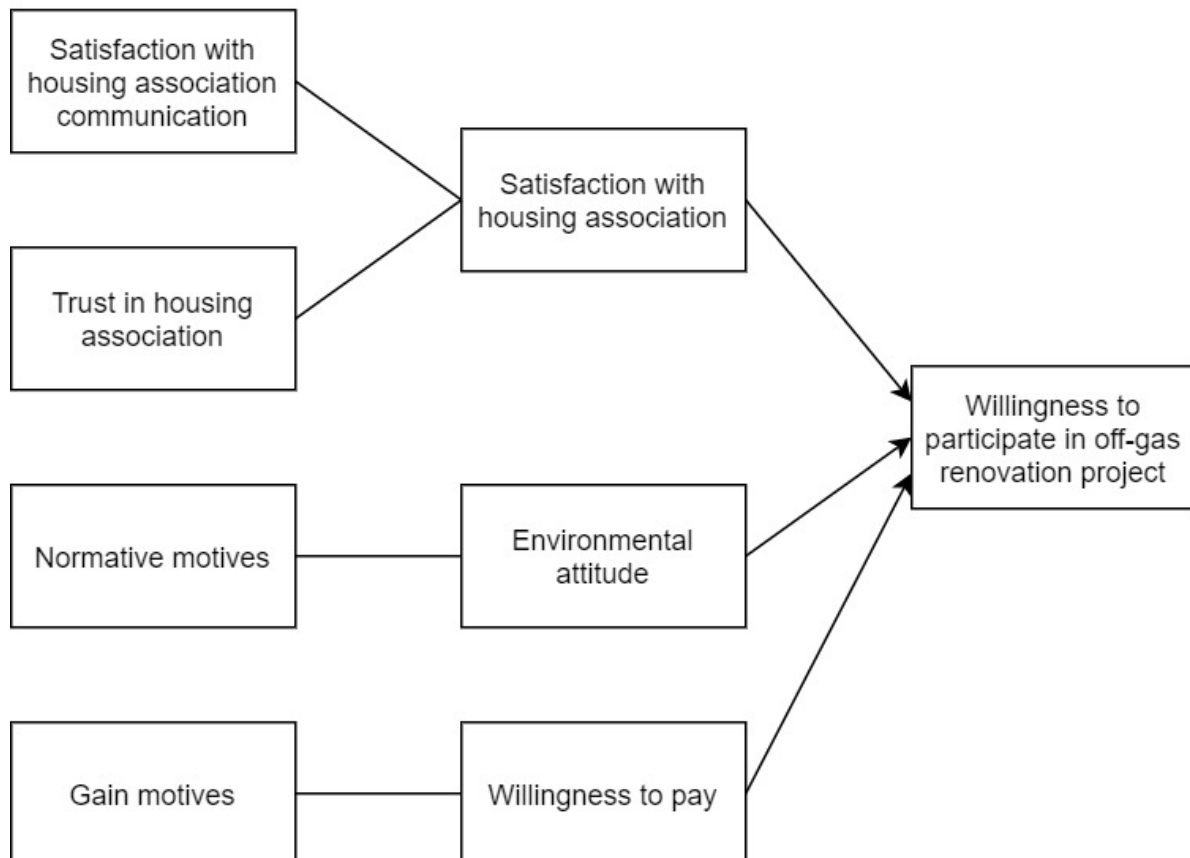 Satisfaction with
housing association
communication
Satisfaction with
housing association
Trust in housing
association
Willingness to
participate in off-gas
renovation project
Normative motives
Environmental
attitude
Gain motives
Willingness to pay